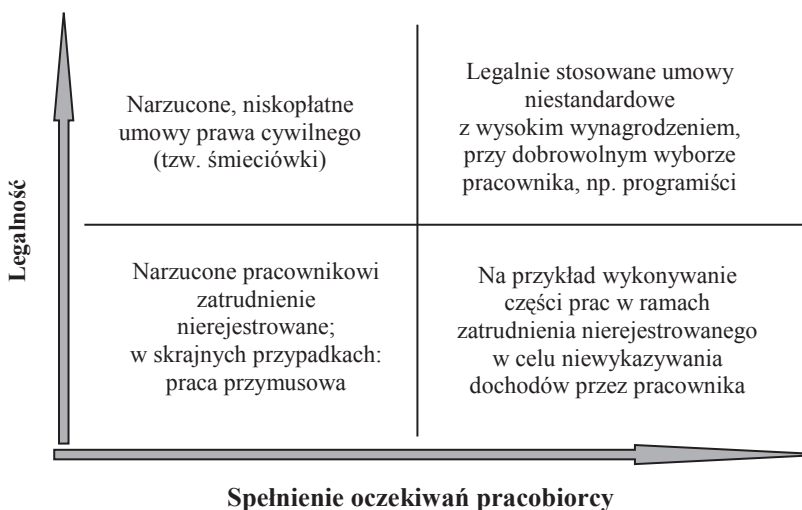 Legalność
Narzucone, niskopłatne
umowy prawa cywilnego
(tzw. śmieciówki)
Legalnie stosowane umowy
niestandardowe
z wysokim wynagrodzeniem,
przy dobrowolnym wyborze
pracownika, np. programiści
Narzucone pracownikowi
zatrudnienie
nierejestrowane;
w skrajnych przypadkach:
praca przymusowa
Na przykład wykonywanie
części prac w ramach
zatrudnienia nierejestrowanego
w celu niewykazywania
dochodów przez pracownika
Spełnienie oczekiwań pracobiorcy